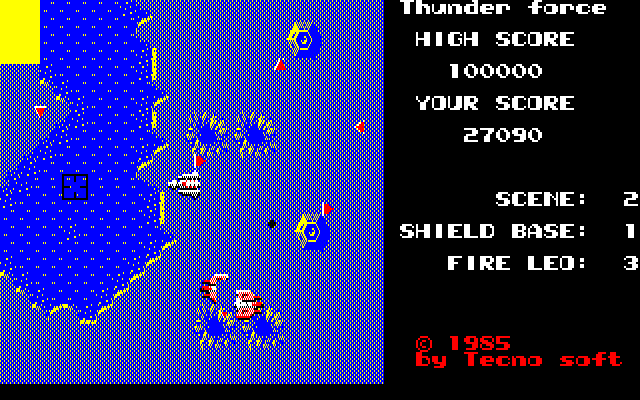 Thunder force
HIGH SCORE
100000
YOUR SCORE
27090
SCENE: 2
SHIELD BASE: 1
FIRE LEO: 3
© 1985
by Tecno soft